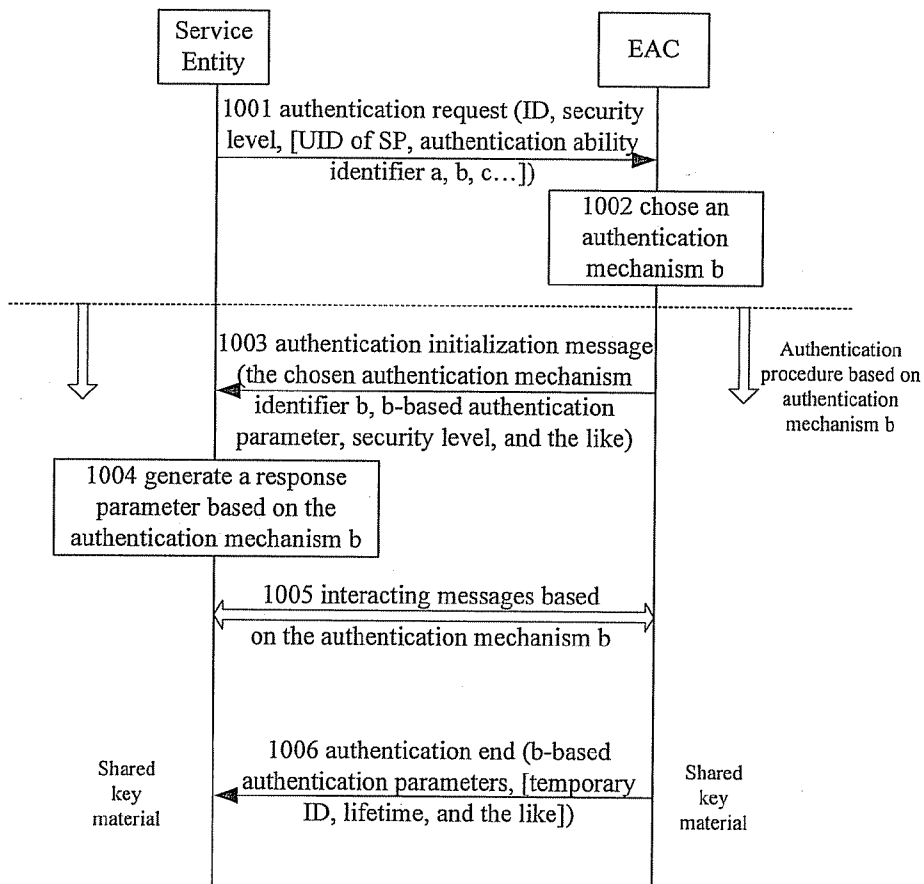 Service
Entity
EAC
1001 authentication request (ID, security
level, [UID of SP, authentication ability
identifier a, b, c...])
1002 chose an
authentication
mechanism b
1003 authentication initialization message
(the chosen authentication mechanism
identifier b, b-based authentication
parameter, security level, and the like)
Authentication
procedure based on
authentication
mechanism b
1004 generate a response
parameter based on the
authentication mechanism b
1005 interacting messages based
on the authentication mechanism b
1006 authentication end (b-based
authentication parameters, [temporary
ID, lifetime, and the like])
Shared
key
material
Shared
key
material